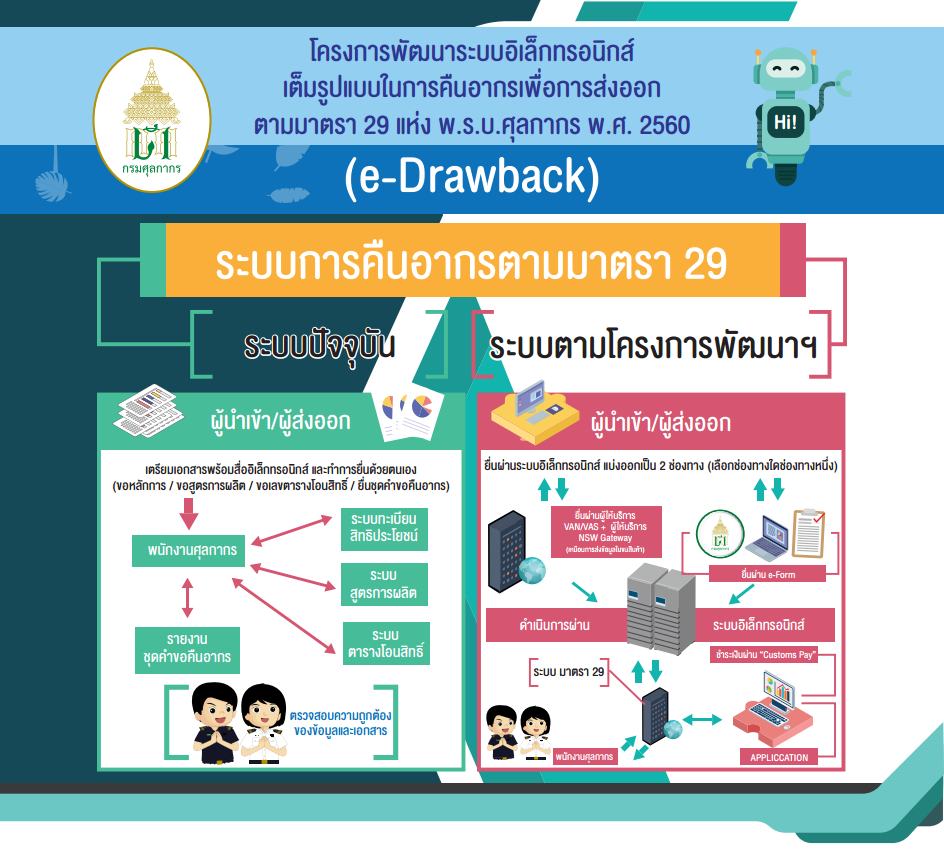 โครงการพัฒนาระบบอิเล็กทรอนิกส์
เต็มรูปแบบในการคืนอากรเพื่อการส่งออก
ตามมาตรา 29 แห่ง พ.ร.บ.ศุลกากร พ.ศ. 2560
(e-Drawback)
กรมศุลกากร
Hi!
ระบบการคืนอากรตามมาตรา 29
ระบบปัจจุบัน
ผู้นำเข้า/ผู้ส่งออก
เตรียมเอกสารพร้อมสื่ออิเล็กทรอนิกส์ และทำการยื่นด้วยตนเอง
(ขอหลักการ / ขอสูตรการผลิต / ขอเลขตารางโอนสิทธิ์ / ยื่นชุดคำขอคืนอากร)
พนักงานศุลกากร
ระบบทะเบียน
สิทธิประโยชน์
ระบบ
สูตรการผลิต
ระบบ
ตารางโอนสิทธิ์
รายงาน
ชุดคำขอคืนอากร
ตรวจสอบความถูกต้อง
ของข้อมูลและเอกสาร
ระบบตามโครงการพัฒนาฯ
ผู้นำเข้า/ผู้ส่งออก
ยื่นผ่านระบบอิเล็กทรอนิกส์ แบ่งออกเป็น 2 ช่องทาง (เลือกช่องทางใดช่องทางหนึ่ง)
ยื่นผ่านผู้ให้บริการ
VAN/VAS + ผู้ให้บริการ
NSW Gateway
(เหมือนการส่งข้อมูลใบขนสินค้า)
กรมศุลกากร
ยื่นผ่าน e-Form
ดำเนินการผ่าน
ระบบอิเล็กทรอนิกส์
ชำระเงินผ่าน "Customs Pay"
ระบบ มาตรา 29
พนักงานศุลกากร
APPLICCATION